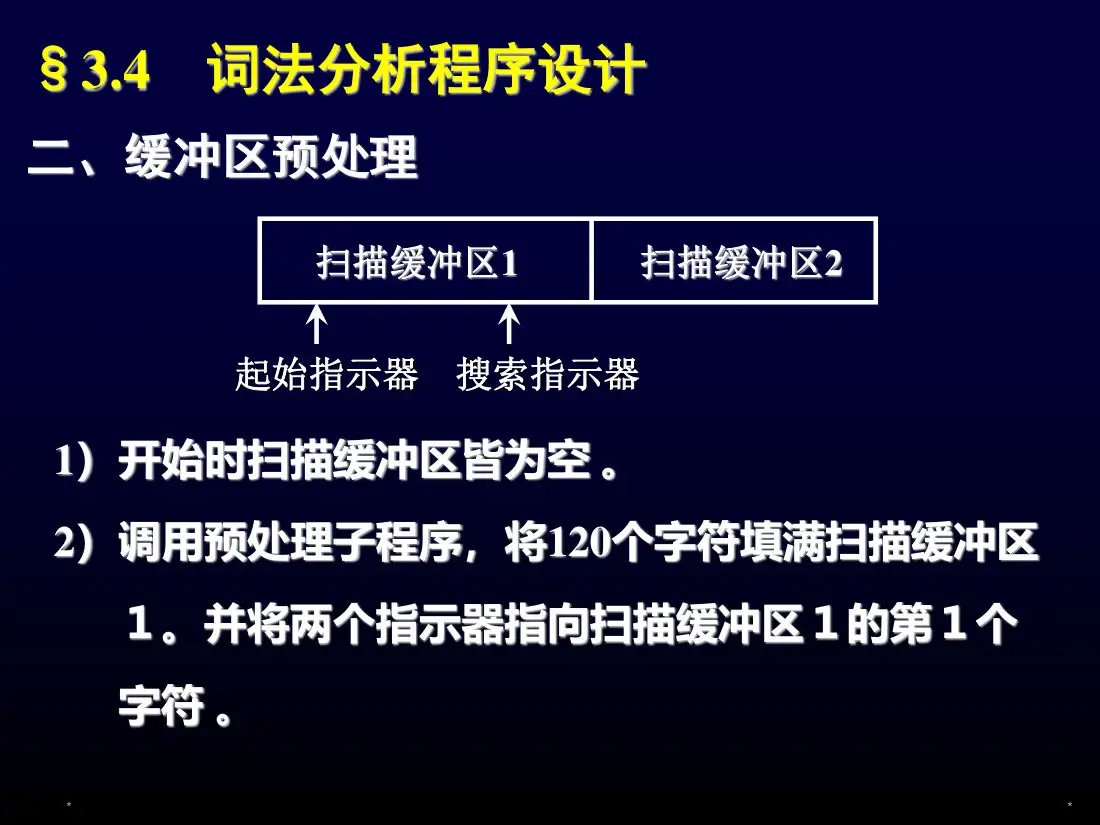 §3.4 词法分析程序设计
二、缓冲区预处理
扫描缓冲区1 扫描缓冲区2
起始指示器 搜索指示器
1）开始时扫描缓冲区皆为空 。
2）调用预处理子程序，将120个字符填满扫描缓冲区
１。并将两个指示器指向扫描缓冲区１的第１个
字符 。
* *